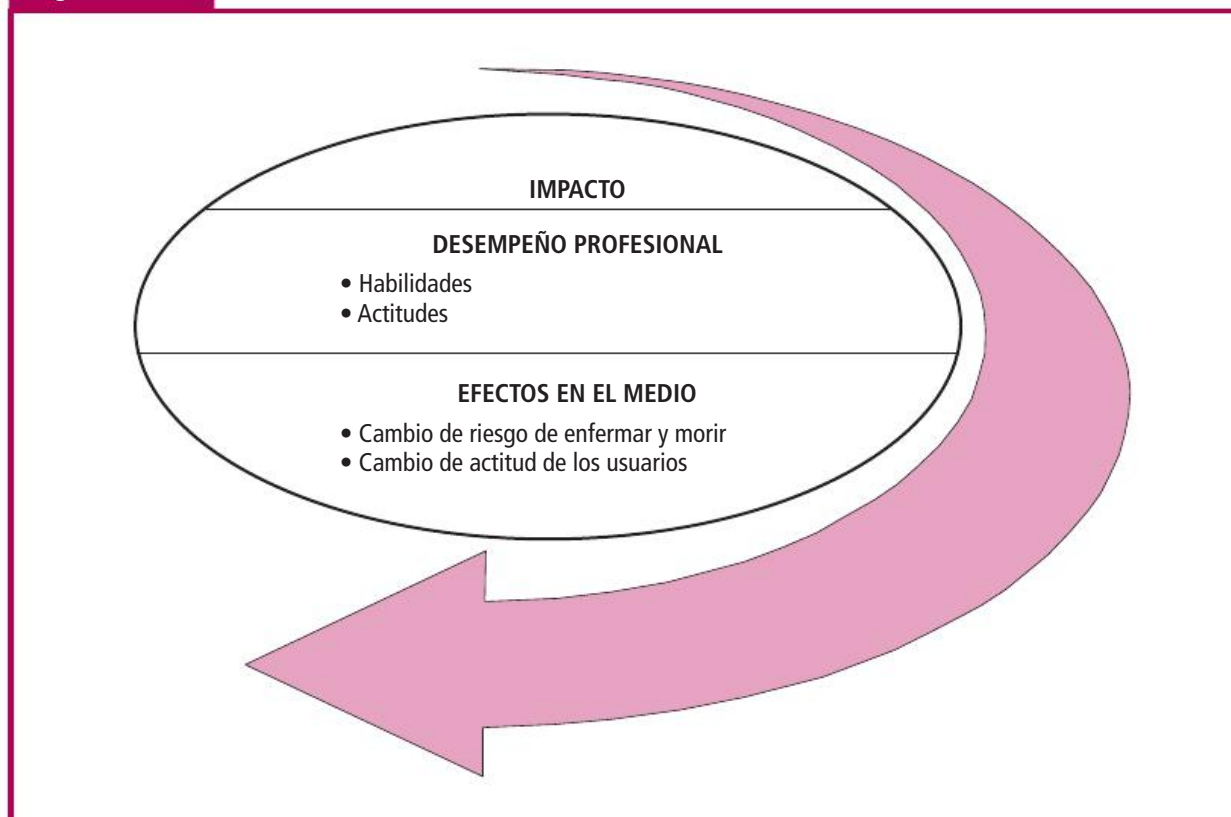 IMPACTO
DESEMPEÑO PROFESIONAL
• Habilidades
• Actitudes
EFECTOS EN EL MEDIO
• Cambio de riesgo de enfermar y morir
• Cambio de actitud de los usuarios